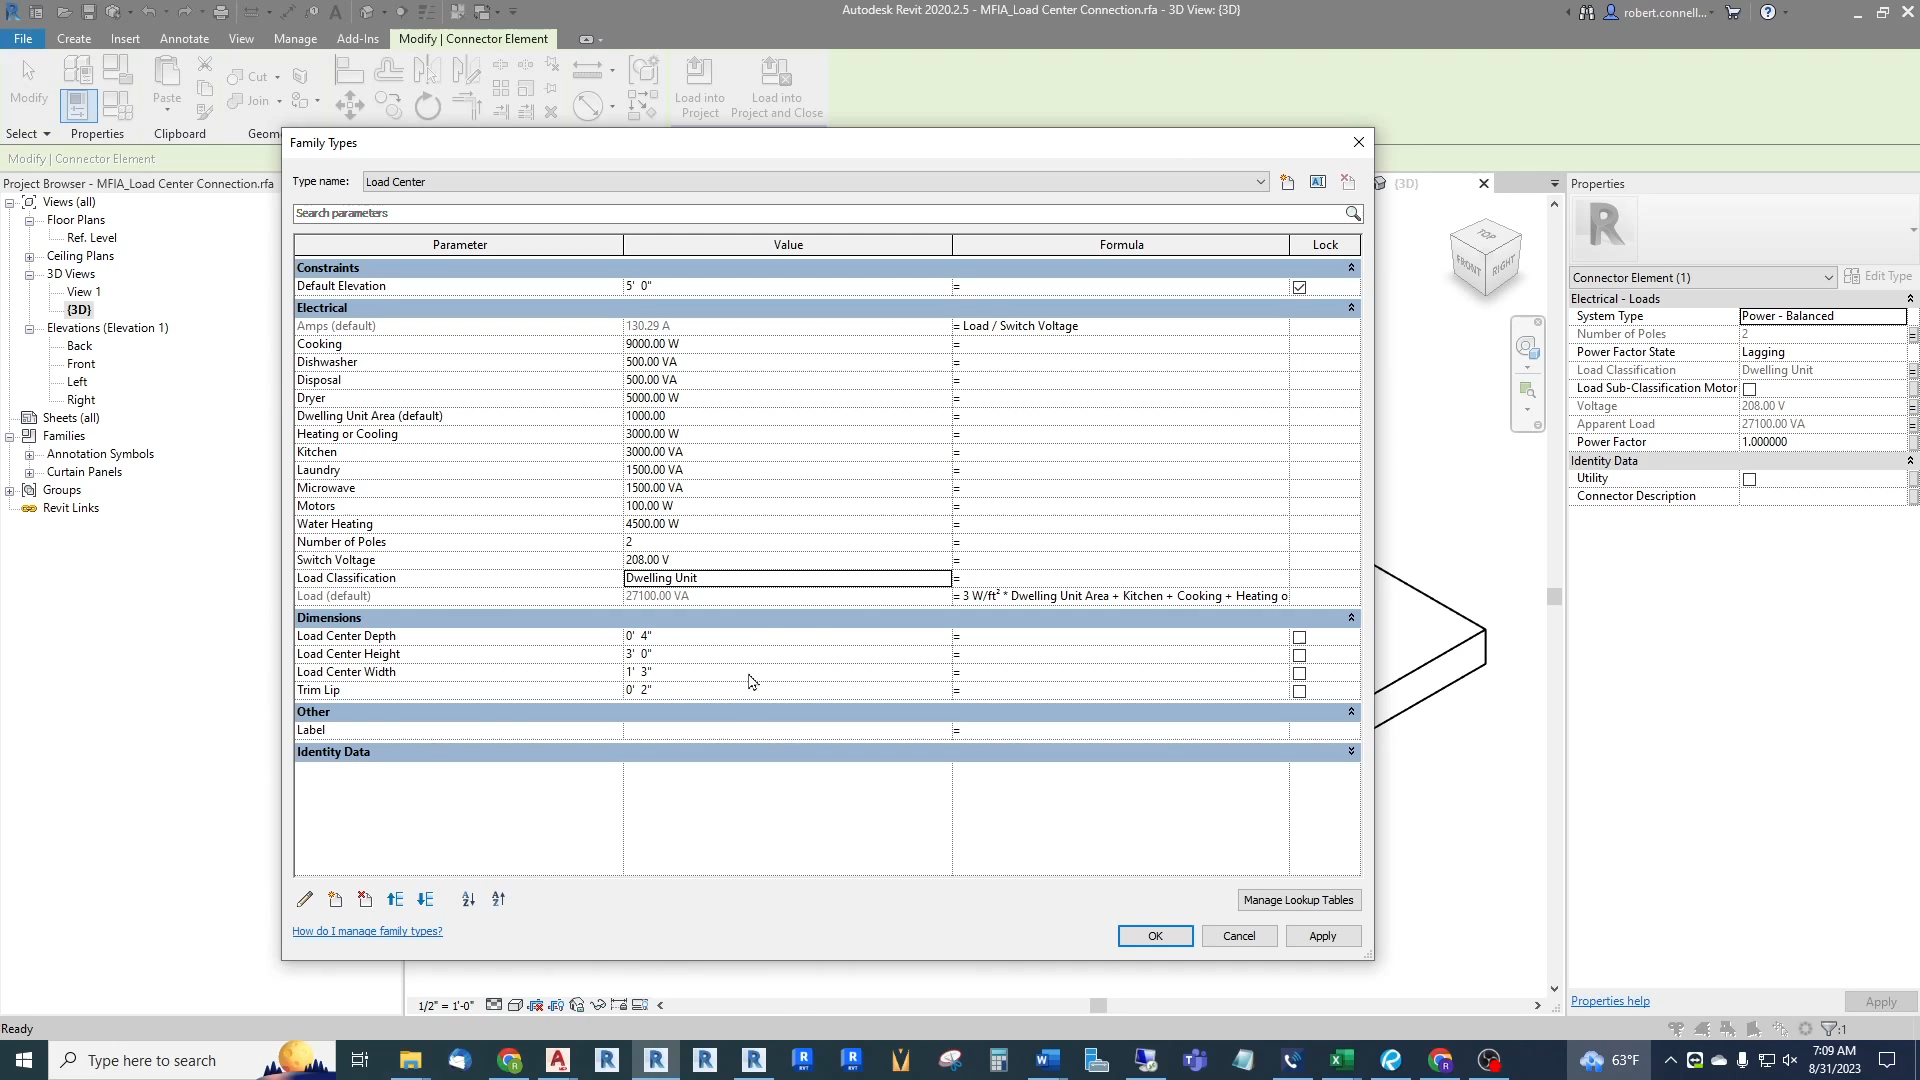 Autodesk Revit 2020.2.5 - MFIA_Load Center Connection.rfa - 3D View: {3D}
robert.connell...
File Create Insert Annotate View Manage Add-Ins Modify | Connector Element
Modify
Paste
Cut
Join
Load into Project
Load into Project and Close
Select Properties Clipboard Geom
Modify | Connector Element
Project Browser - MFIA_Load Center Connection.rfa
Views (all)
Floor Plans
Ref. Level
Ceiling Plans
3D Views
View 1
{3D}
Elevations (Elevation 1)
Back
Front
Left
Right
Sheets (all)
Families
Annotation Symbols
Curtain Panels
Groups
Revit Links
Family Types
Type name: Load Center
Search parameters
Parameter Value Formula Lock
Constraints
Default Elevation 5' 0" =
Electrical
Amps (default) 130.29 A = Load / Switch Voltage
Cooking 9000.00 W =
Dishwasher 500.00 VA =
Disposal 500.00 VA =
Dryer 5000.00 W =
Dwelling Unit Area (default) 1000.00 =
Heating or Cooling 3000.00 W =
Kitchen 3000.00 VA =
Laundry 1500.00 VA =
Microwave 1500.00 VA =
Motors 100.00 W =
Water Heating 4500.00 W =
Number of Poles 2 =
Switch Voltage 208.00 V =
Load Classification Dwelling Unit =
Load (default) 27100.00 VA = 3 W/ft² * Dwelling Unit Area + Kitchen + Cooking + Heating o
Dimensions
Load Center Depth 0' 4" =
Load Center Height 3' 0" =
Load Center Width 1' 3" =
Trim Lip 0' 2" =
Other
Label =
Identity Data
Manage Lookup Tables
How do I manage family types?
OK Cancel Apply
{3D}
TOP
FRONT RIGHT
Properties
Connector Element (1) Edit Type
Electrical - Loads
System Type Power - Balanced
Number of Poles 2
Power Factor State Lagging
Load Classification Dwelling Unit
Load Sub-Classification Motor
Voltage 208.00 V
Apparent Load 27100.00 VA
Power Factor 1.000000
Identity Data
Utility
Connector Description
Properties help Apply
1/2" = 1'-0"
Ready
:1
Type here to search
63°F
7:09 AM
8/31/2023